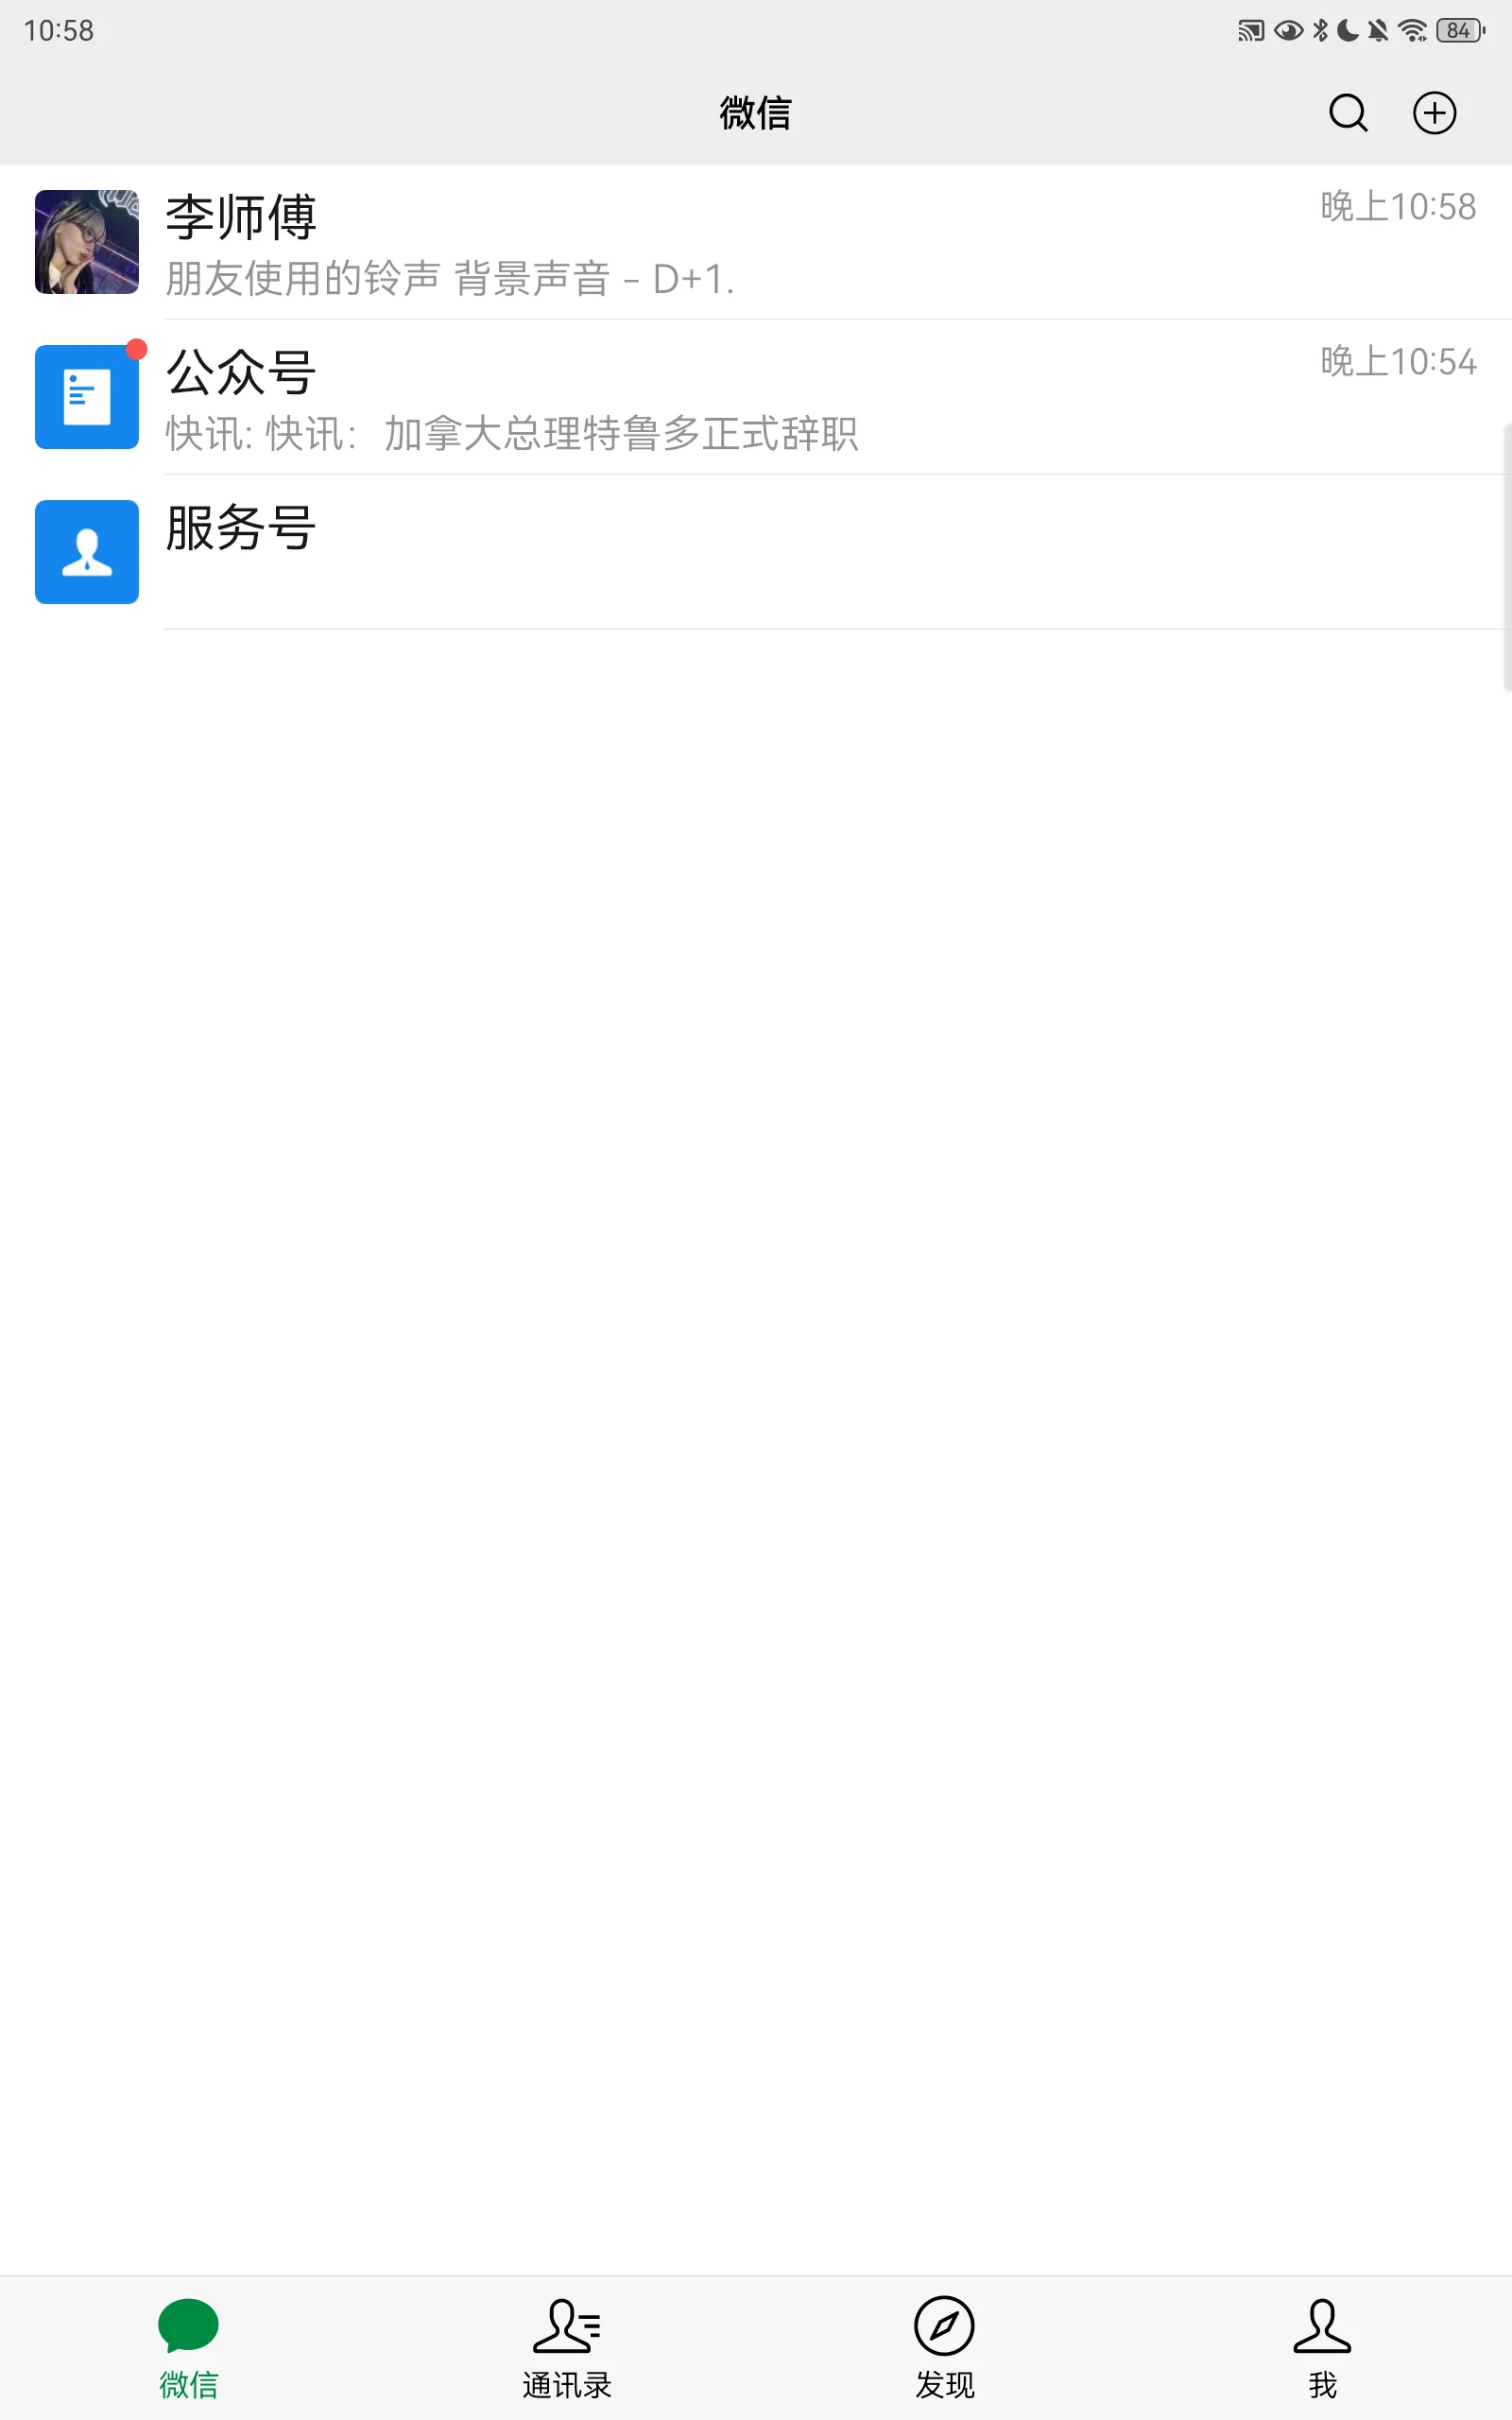 10:58
84
微信
李师傅
晚上10:58
朋友使用的铃声 背景声音 - D+1.
公众号
晚上10:54
快讯: 快讯：加拿大总理特鲁多正式辞职
服务号
微信
通讯录
发现
我